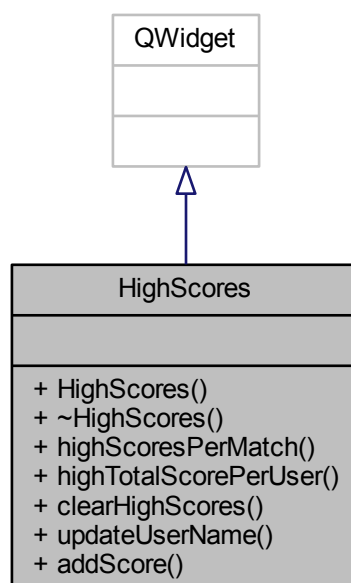 QWidget
HighScores
+ HighScores()
+ ~HighScores()
+ highScoresPerMatch()
+ highTotalScorePerUser()
+ clearHighScores()
+ updateUserName()
+ addScore()